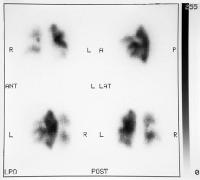 255
R L A P
ANT L LAT
L R L R
LPO POST
0